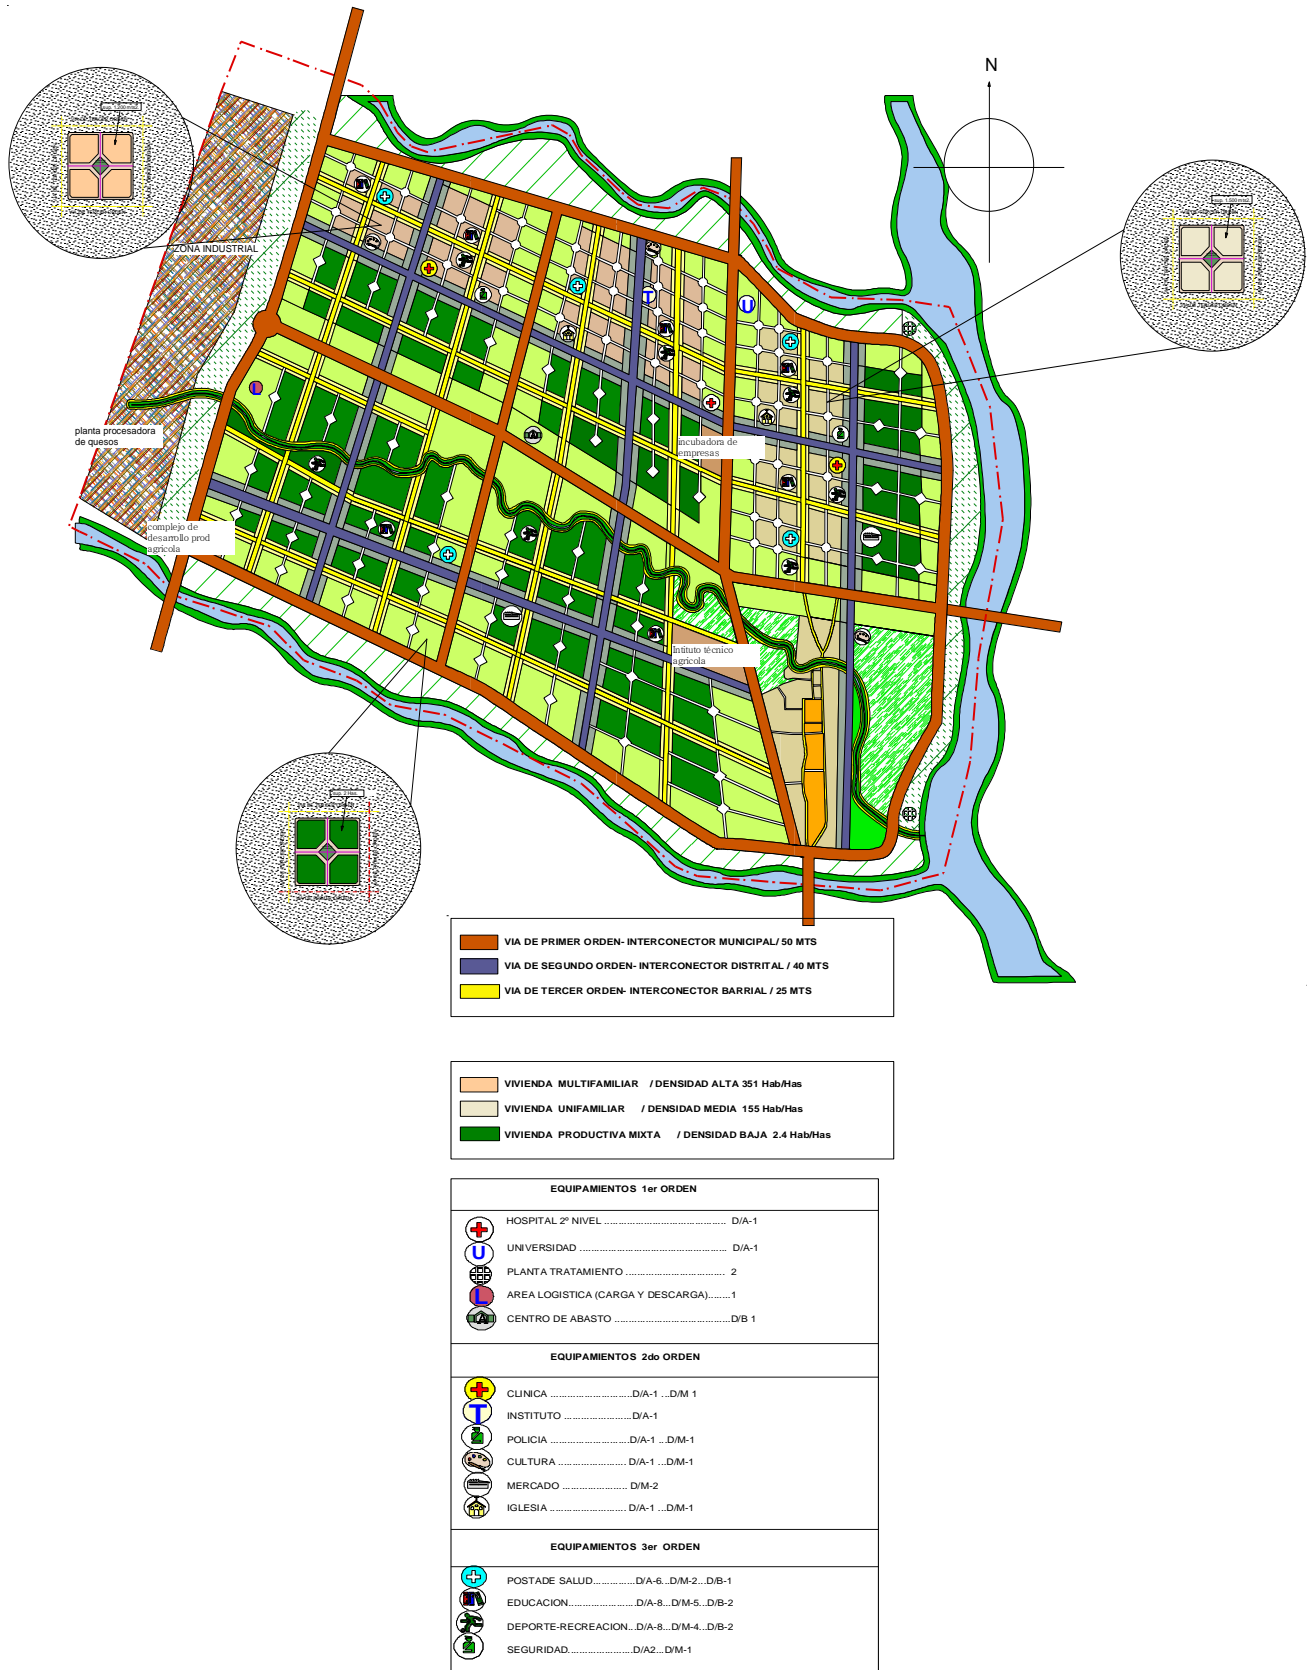 N
ZONA INDUSTRIAL
planta procesadora
de quesos
complejo de
desarrollo prod
agricola
incubadora de
empresas
Intituto técnico
agricola
L
T
U
A
VIA DE PRIMER ORDEN- INTERCONECTOR MUNICIPAL/ 50 MTS
VIA DE SEGUNDO ORDEN- INTERCONECTOR DISTRITAL / 40 MTS
VIA DE TERCER ORDEN- INTERCONECTOR BARRIAL / 25 MTS
VIVIENDA MULTIFAMILIAR / DENSIDAD ALTA 351 Hab/Has
VIVIENDA UNIFAMILIAR / DENSIDAD MEDIA 155 Hab/Has
VIVIENDA PRODUCTIVA MIXTA / DENSIDAD BAJA 2.4 Hab/Has
EQUIPAMIENTOS 1er ORDEN
HOSPITAL 2º NIVEL ........................................ D/A-1
U UNIVERSIDAD ................................................ D/A-1
PLANTA TRATAMIENTO ................................. 2
L AREA LOGISTICA (CARGA Y DESCARGA)........1
A CENTRO DE ABASTO ......................................D/B 1
EQUIPAMIENTOS 2do ORDEN
CLINICA ...........................D/A-1 ...D/M 1
T INSTITUTO ......................D/A-1
POLICIA ..........................D/A-1 ...D/M-1
CULTURA ....................... D/A-1 ...D/M-1
MERCADO ...................... D/M-2
IGLESIA ......................... D/A-1 ...D/M-1
EQUIPAMIENTOS 3er ORDEN
POSTADE SALUD..............D/A-6...D/M-2...D/B-1
EDUCACION.......................D/A-8...D/M-5...D/B-2
DEPORTE-RECREACION...D/A-8...D/M-4...D/B-2
SEGURIDAD......................D/A2...D/M-1